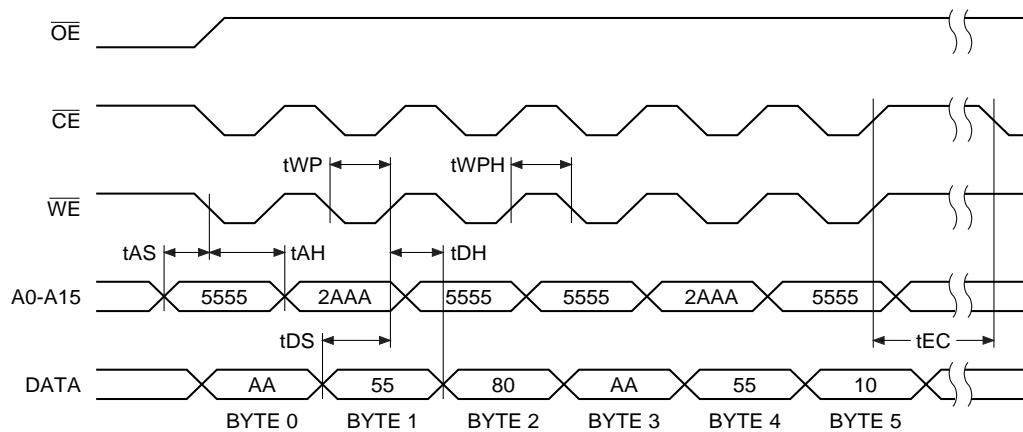 OE
CE
tWP tWPH
WE
tAS tAH tDH
A0-A15 5555 2AAA 5555 5555 2AAA 5555
tDS tEC
DATA AA 55 80 AA 55 10
BYTE 0 BYTE 1 BYTE 2 BYTE 3 BYTE 4 BYTE 5